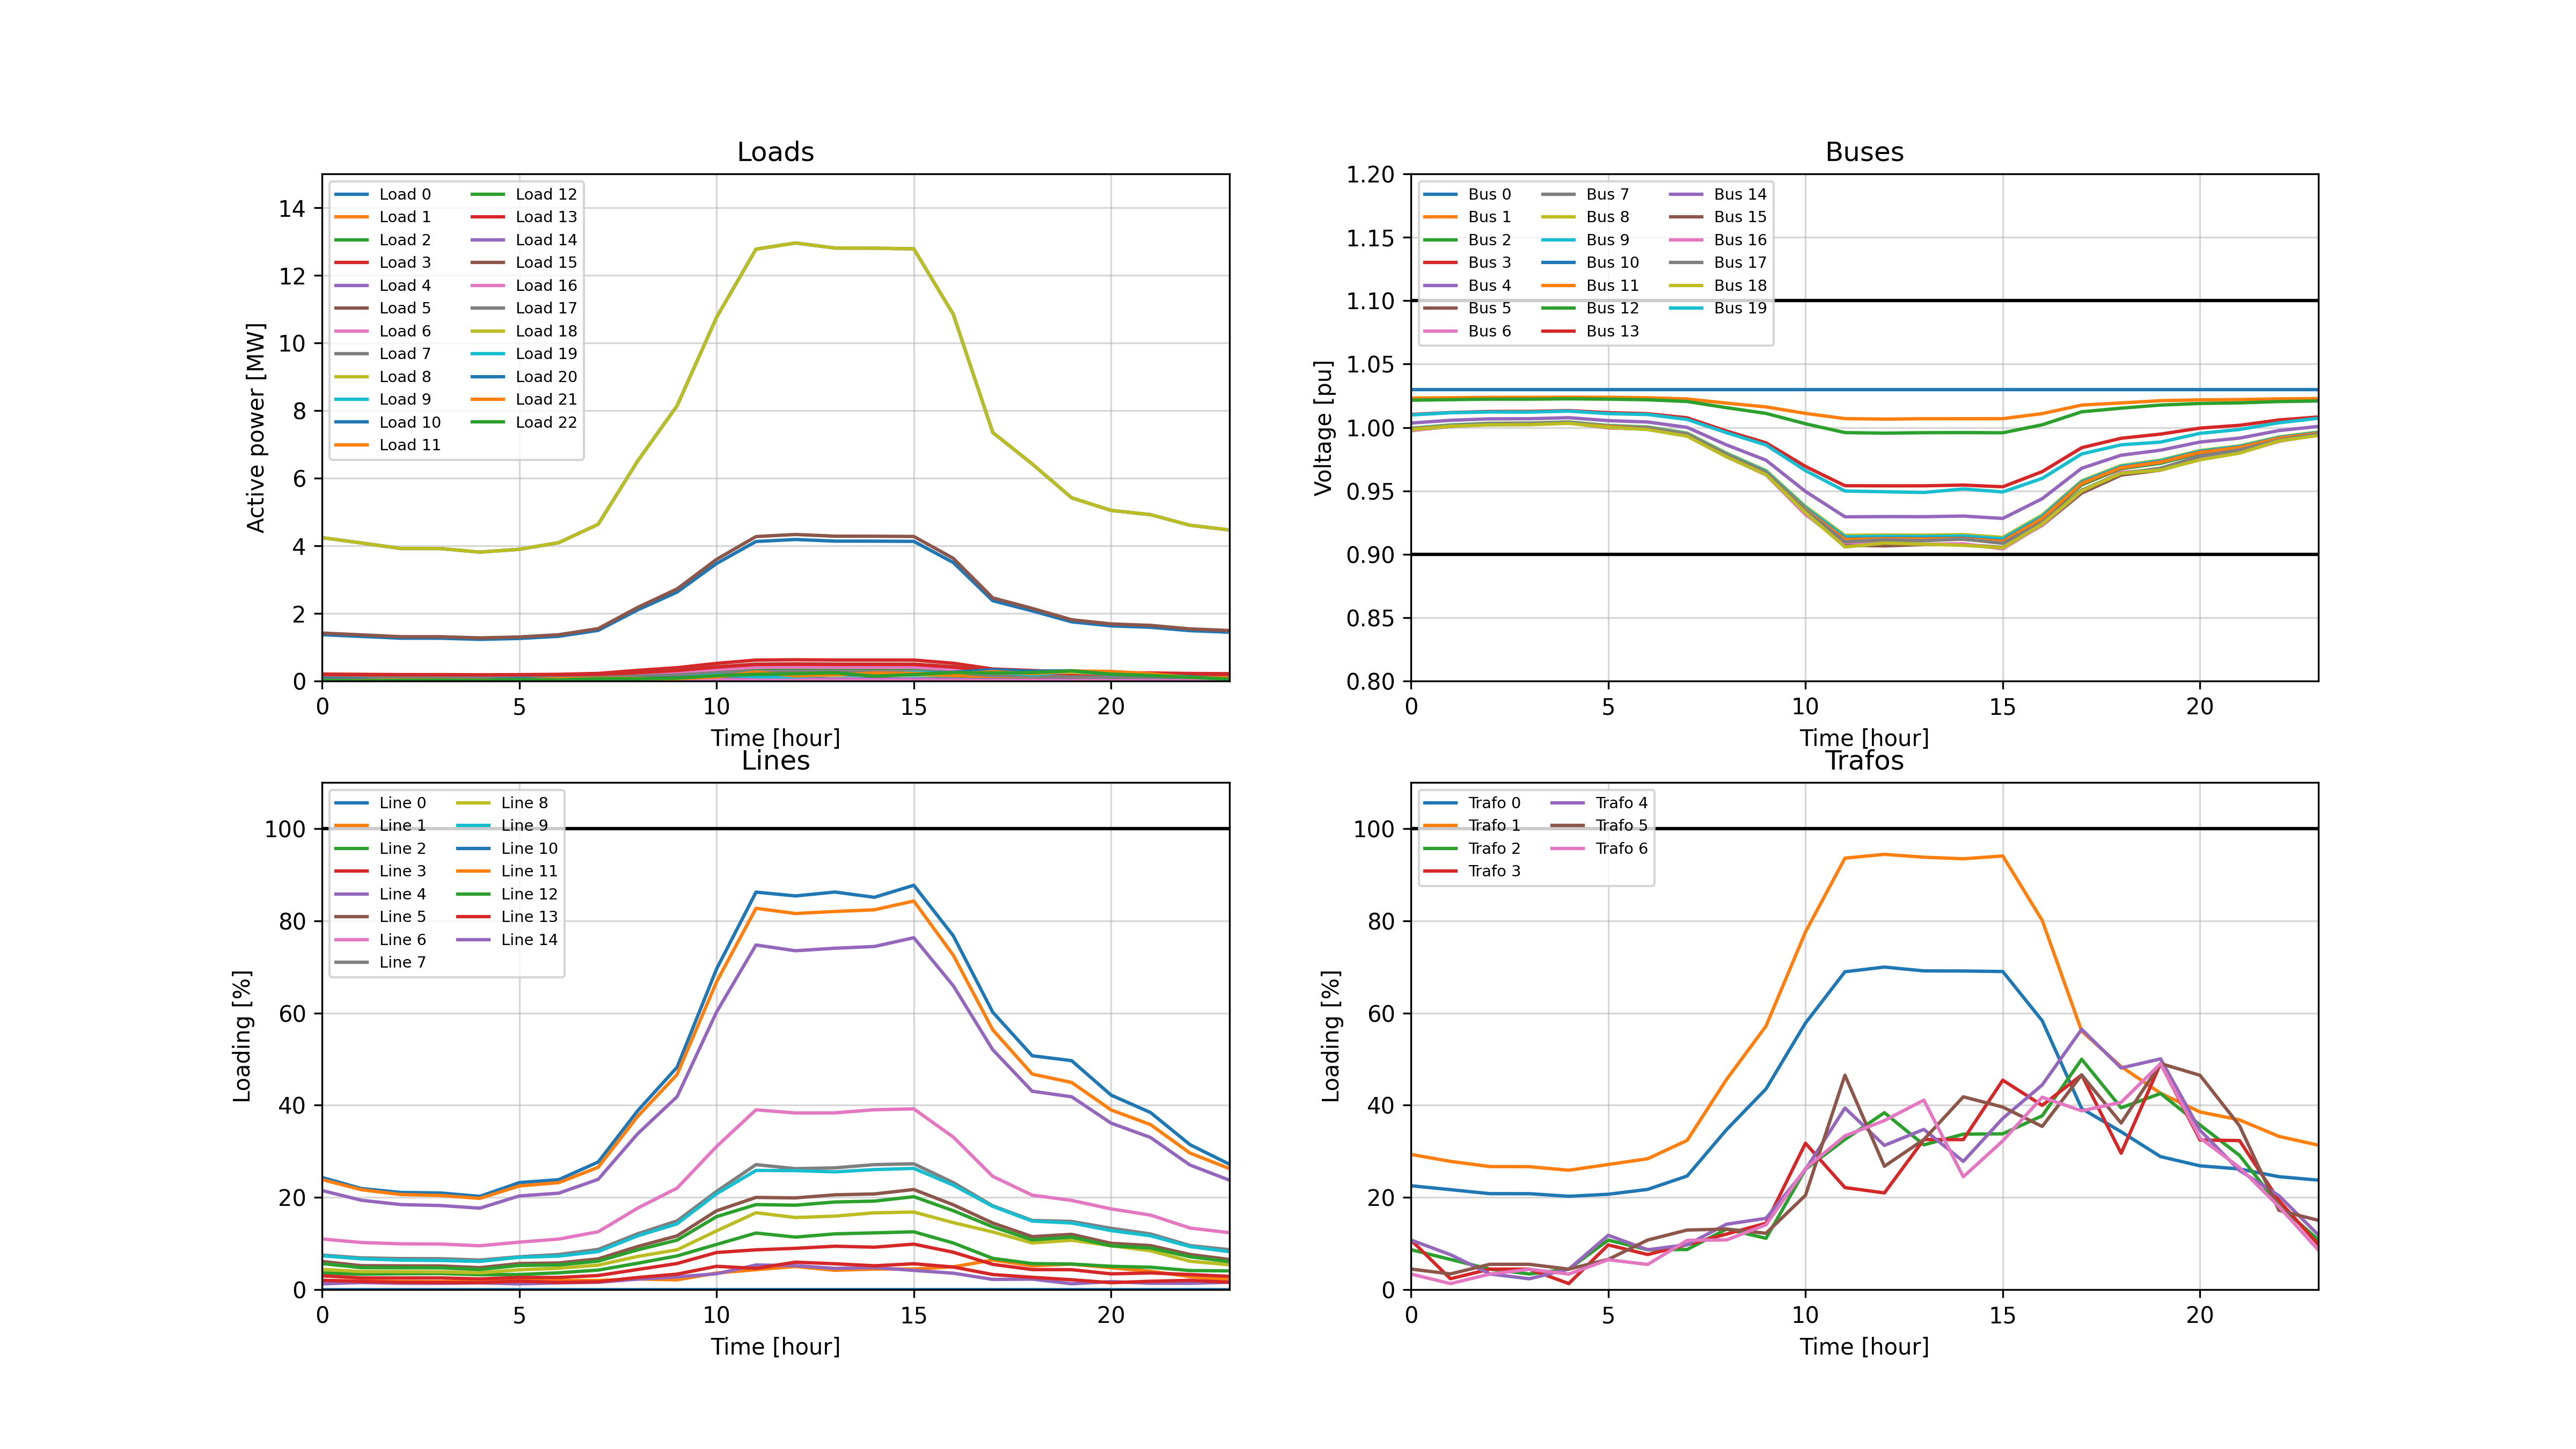 Loads
Active power [MW]
14
12
10
8
6
4
2
0
0 5 10 15 20
Time [hour]
Load 0 Load 12
Load 1 Load 13
Load 2 Load 14
Load 3 Load 15
Load 4 Load 16
Load 5 Load 17
Load 6 Load 18
Load 7 Load 19
Load 8 Load 20
Load 9 Load 21
Load 10 Load 22
Load 11
Buses
Voltage [pu]
1.20
1.15
1.10
1.05
1.00
0.95
0.90
0.85
0.80
0 5 10 15 20
Time [hour]
Bus 0 Bus 7 Bus 14
Bus 1 Bus 8 Bus 15
Bus 2 Bus 9 Bus 16
Bus 3 Bus 10 Bus 17
Bus 4 Bus 11 Bus 18
Bus 5 Bus 12 Bus 19
Bus 6 Bus 13
Lines
Loading [%]
100
80
60
40
20
0
0 5 10 15 20
Time [hour]
Line 0 Line 8
Line 1 Line 9
Line 2 Line 10
Line 3 Line 11
Line 4 Line 12
Line 5 Line 13
Line 6 Line 14
Line 7
Trafos
Loading [%]
100
80
60
40
20
0
0 5 10 15 20
Time [hour]
Trafo 0 Trafo 4
Trafo 1 Trafo 5
Trafo 2 Trafo 6
Trafo 3